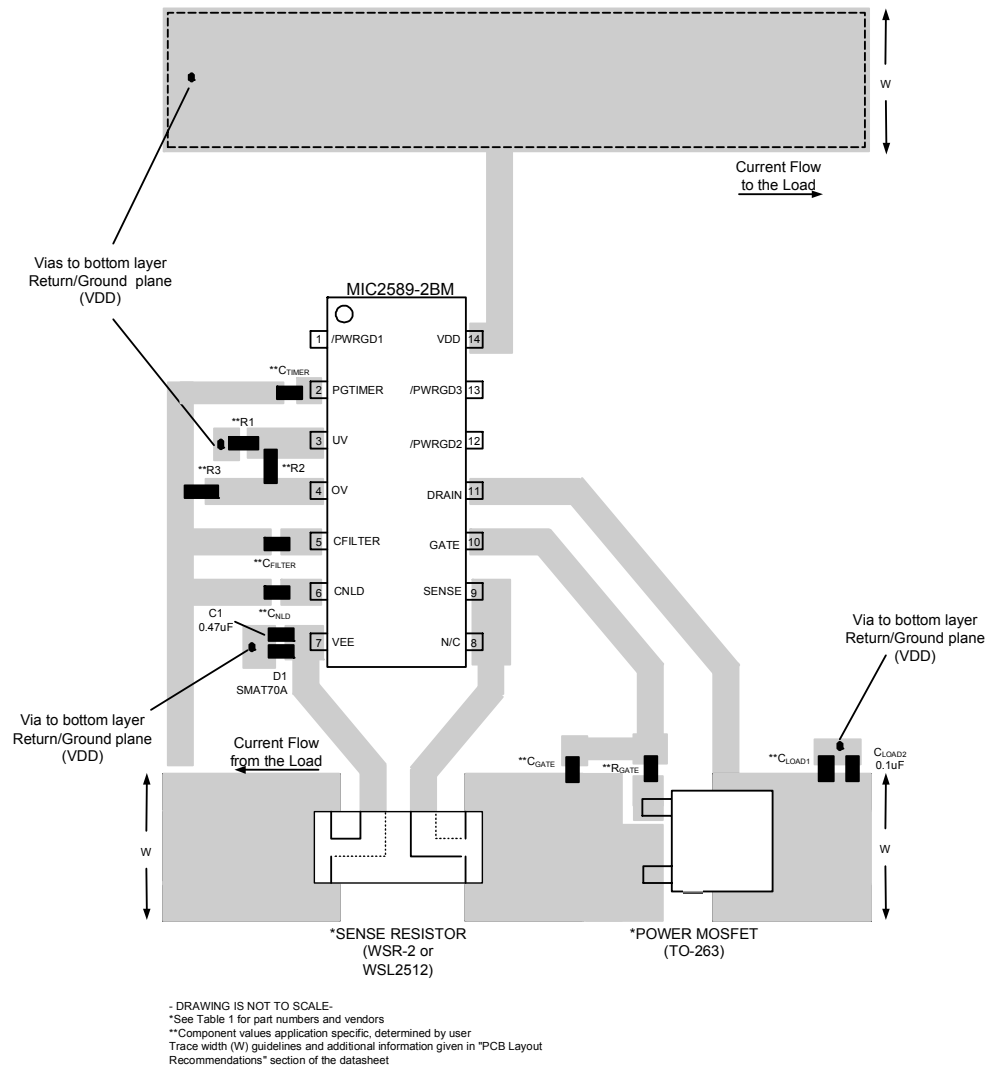 W
Current Flow
to the Load
Vias to bottom layer
Return/Ground plane
(VDD)
MIC2589-2BM
1 /PWRGD1
VDD 14
**CTIMER
2 PGTIMER
/PWRGD3 13
**R1
3 UV
/PWRGD2 12
**R2
**R3
4 OV
DRAIN 11
5 CFILTER
GATE 10
**CFILTER
6 CNLD
SENSE 9
C1
0.47uF
**CNLD
7 VEE
N/C 8
D1
SMAT70A
Via to bottom layer
Return/Ground plane
(VDD)
Via to bottom layer
Return/Ground plane
(VDD)
Current Flow
from the Load
**CGATE
**RGATE
**CLOAD1
CLOAD2
0.1uF
W
W
*SENSE RESISTOR
(WSR-2 or
WSL2512)
*POWER MOSFET
(TO-263)
- DRAWING IS NOT TO SCALE-
*See Table 1 for part numbers and vendors
**Component values application specific, determined by user
Trace width (W) guidelines and additional information given in "PCB Layout
Recommendations" section of the datasheet